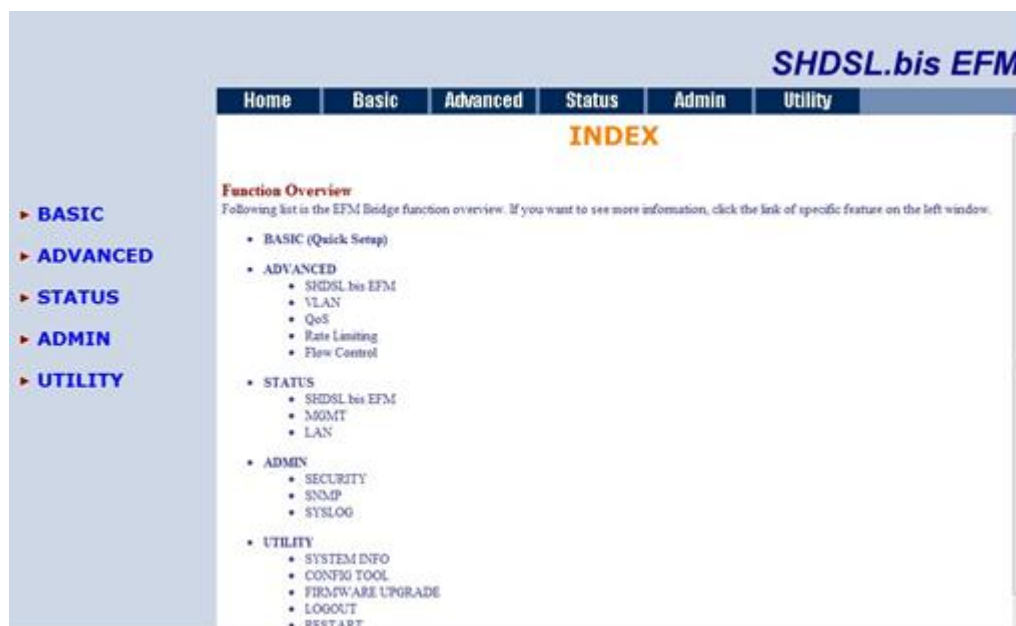 SHDSL.bis EFM
Home Basic Advanced Status Admin Utility
INDEX
BASIC
ADVANCED
STATUS
ADMIN
UTILITY
Function Overview
Following list is the EFM Bridge function overview. If you want to see more information, click the link of specific feature on the left window.
BASIC (Quick Setup)
ADVANCED
SHDSL.bis EFM
VLAN
QoS
Rate Limiting
Flow Control
STATUS
SHDSL.bis EFM
MGMT
LAN
ADMIN
SECURITY
SNMP
SYSLOG
UTILITY
SYSTEM INFO
CONFIG TOOL
FIRMWARE UPGRADE
LOGOUT
RESTART